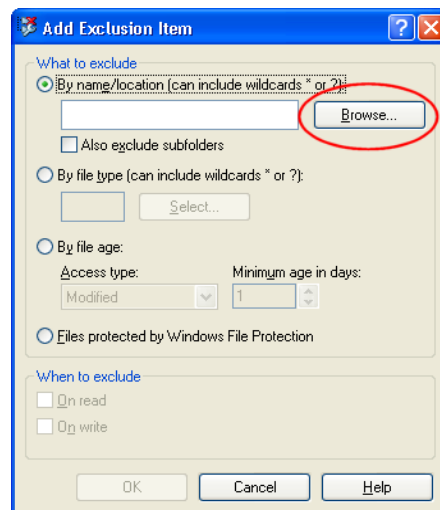 Add Exclusion Item
What to exclude
By name/location (can include wildcards * or ?):
Browse...
Also exclude subfolders
By file type (can include wildcards * or ?):
Select...
By file age:
Access type: Minimum age in days:
Modified 1
Files protected by Windows File Protection
When to exclude
On read
On write
OK Cancel Help